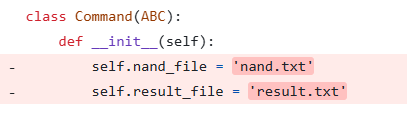 class Command(ABC):
    def __init__(self):
-        self.nand_file = 'nand.txt'
-        self.result_file = 'result.txt'